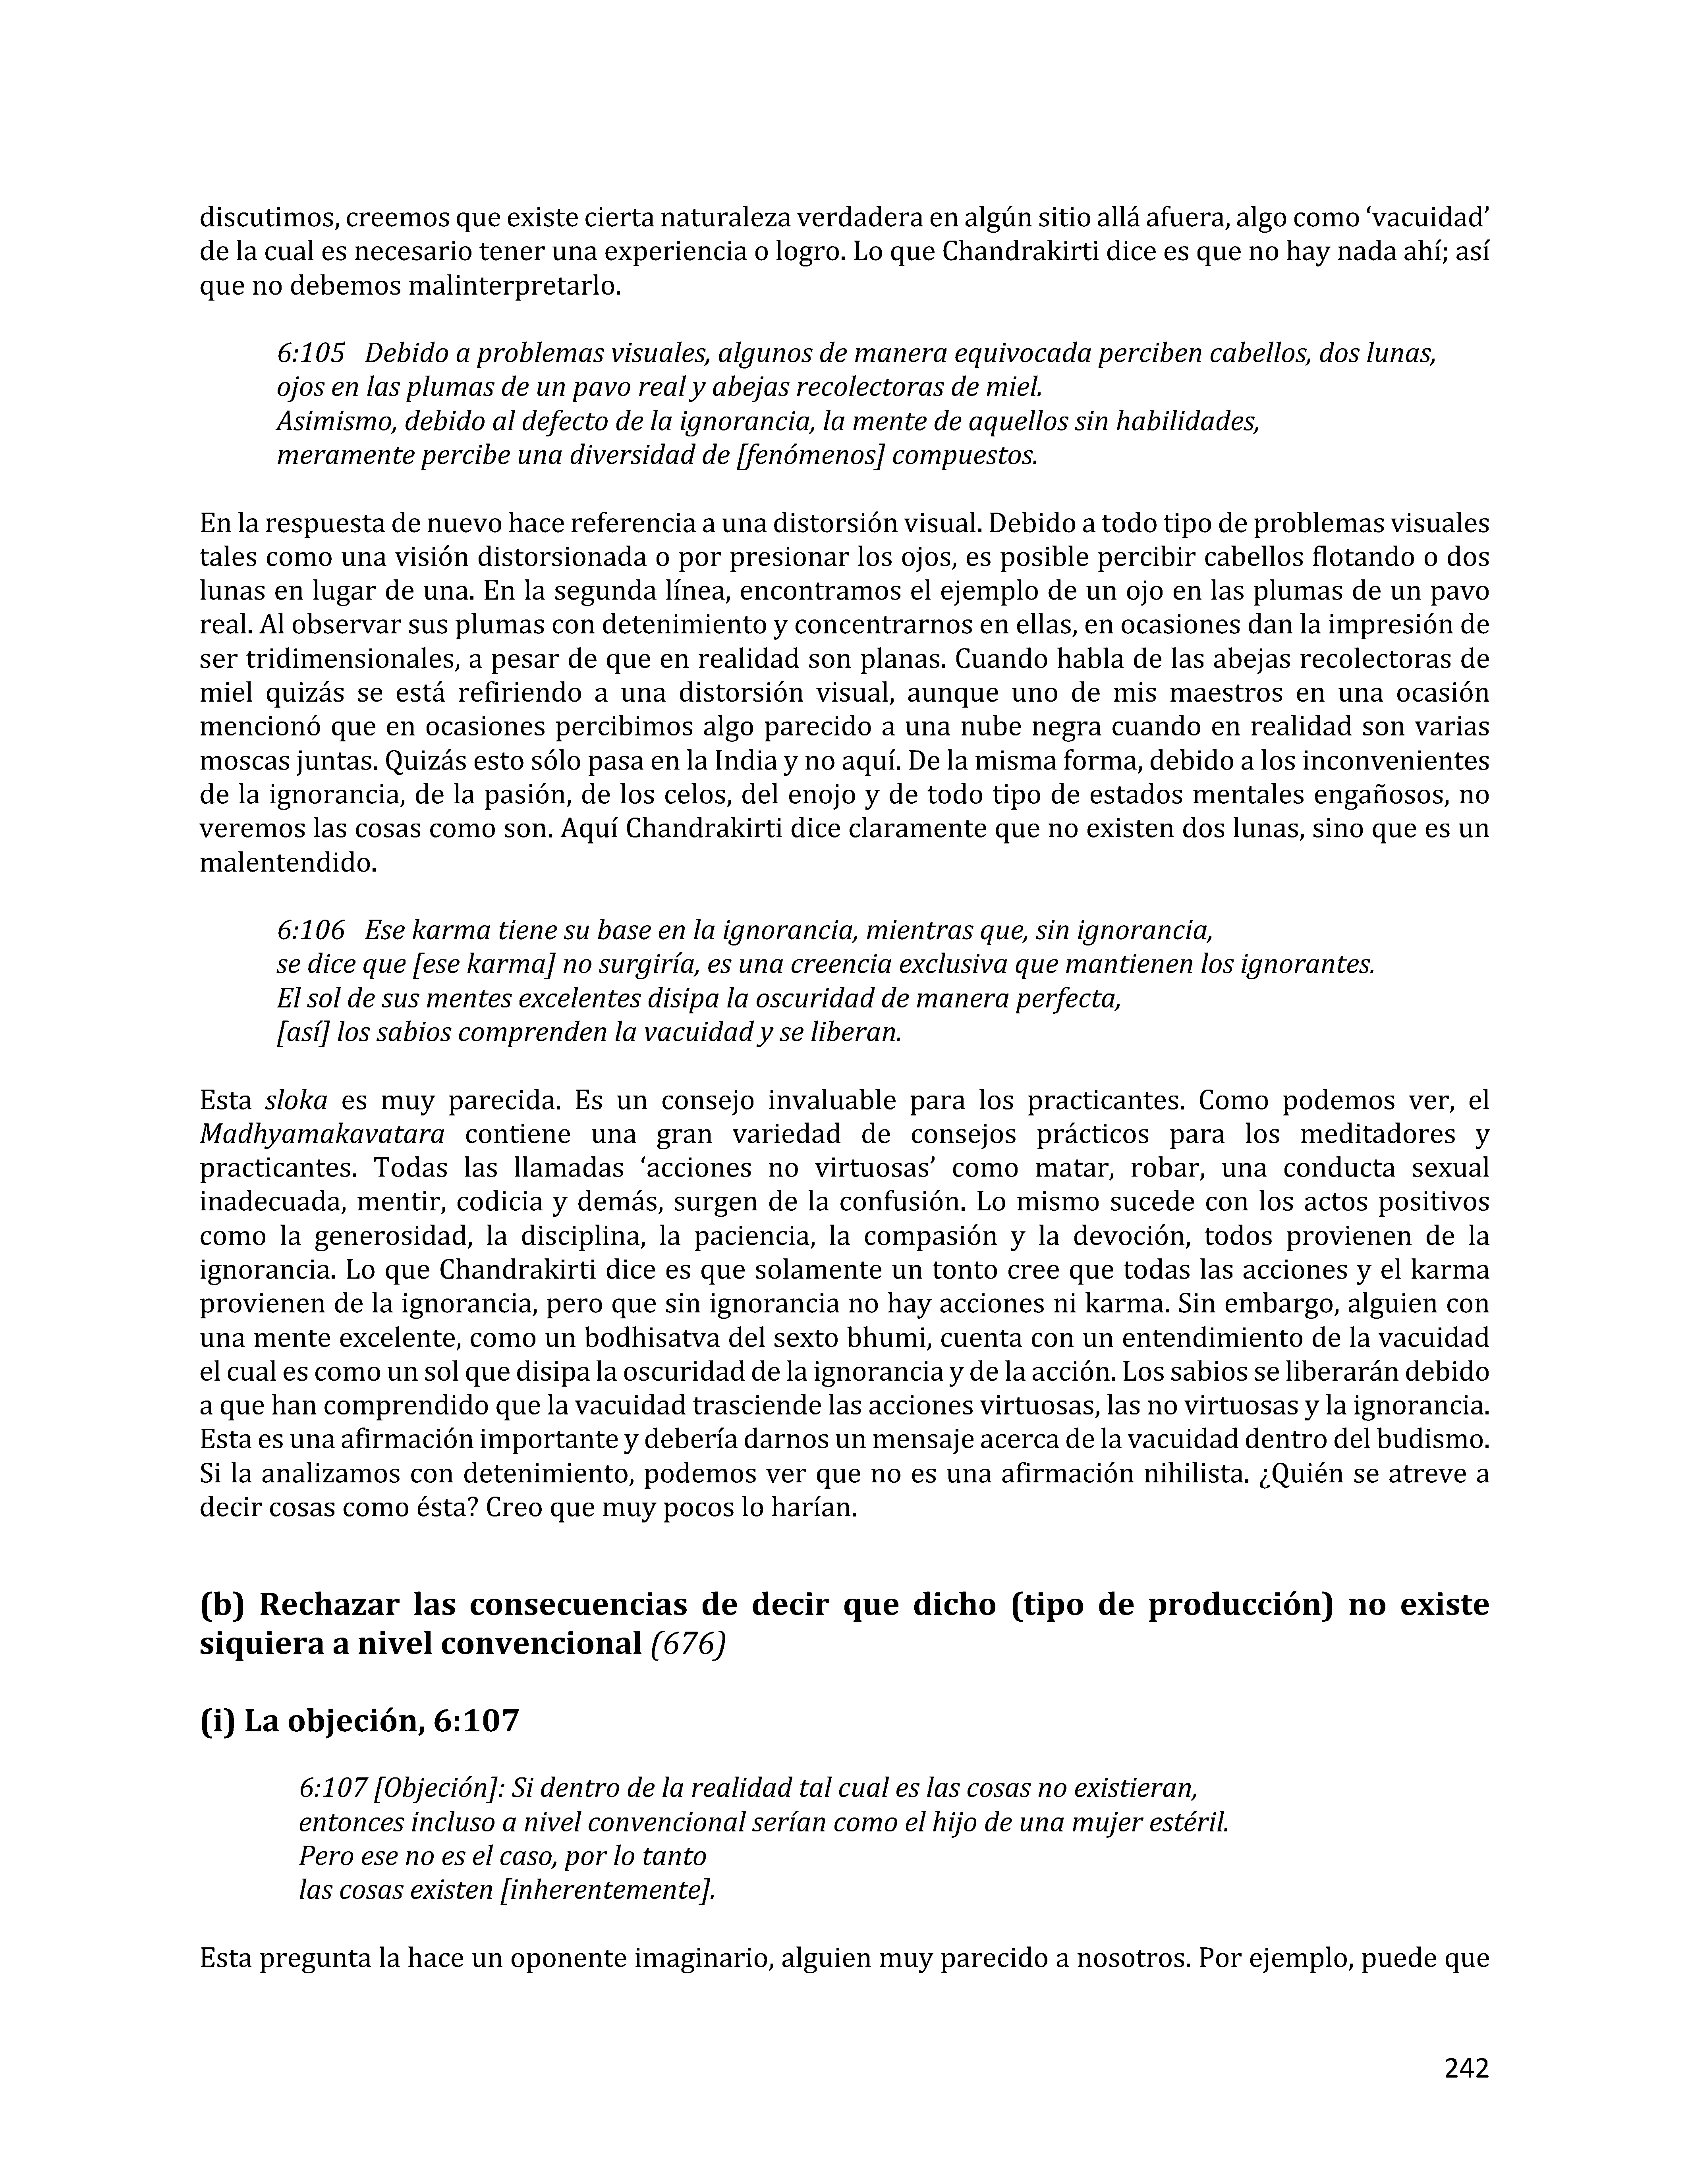 discutimos, creemos que existe cierta naturaleza verdadera en algún sitio allá afuera, algo como ‘vacuidad’
de la cual es necesario tener una experiencia o logro. Lo que Chandrakirti dice es que no hay nada ahí; así
que no debemos malinterpretarlo.
6:105 Debido a problemas visuales, algunos de manera equivocada perciben cabellos, dos lunas,
ojos en las plumas de un pavo real y abejas recolectoras de miel.
Asimismo, debido al defecto de la ignorancia, la mente de aquellos sin habilidades,
meramente percibe una diversidad de [fenómenos] compuestos.
En la respuesta de nuevo hace referencia a una distorsión visual. Debido a todo tipo de problemas visuales
tales como una visión distorsionada o por presionar los ojos, es posible percibir cabellos flotando o dos
lunas en lugar de una. En la segunda línea, encontramos el ejemplo de un ojo en las plumas de un pavo
real. Al observar sus plumas con detenimiento y concentrarnos en ellas, en ocasiones dan la impresión de
ser tridimensionales, a pesar de que en realidad son planas. Cuando habla de las abejas recolectoras de
miel quizás se está refiriendo a una distorsión visual, aunque uno de mis maestros en una ocasión
mencionó que en ocasiones percibimos algo parecido a una nube negra cuando en realidad son varias
moscas juntas. Quizás esto sólo pasa en la India y no aquí. De la misma forma, debido a los inconvenientes
de la ignorancia, de la pasión, de los celos, del enojo y de todo tipo de estados mentales engañosos, no
veremos las cosas como son. Aquí Chandrakirti dice claramente que no existen dos lunas, sino que es un
malentendido.
6:106 Ese karma tiene su base en la ignorancia, mientras que, sin ignorancia,
se dice que [ese karma] no surgiría, es una creencia exclusiva que mantienen los ignorantes.
El sol de sus mentes excelentes disipa la oscuridad de manera perfecta,
[así] los sabios comprenden la vacuidad y se liberan.
Esta sloka es muy parecida. Es un consejo invaluable para los practicantes. Como podemos ver, el
Madhyamakavatara contiene una gran variedad de consejos prácticos para los meditadores y
practicantes. Todas las llamadas ‘acciones no virtuosas’ como matar, robar, una conducta sexual
inadecuada, mentir, codicia y demás, surgen de la confusión. Lo mismo sucede con los actos positivos
como la generosidad, la disciplina, la paciencia, la compasión y la devoción, todos provienen de la
ignorancia. Lo que Chandrakirti dice es que solamente un tonto cree que todas las acciones y el karma
provienen de la ignorancia, pero que sin ignorancia no hay acciones ni karma. Sin embargo, alguien con
una mente excelente, como un bodhisatva del sexto bhumi, cuenta con un entendimiento de la vacuidad
el cual es como un sol que disipa la oscuridad de la ignorancia y de la acción. Los sabios se liberarán debido
a que han comprendido que la vacuidad trasciende las acciones virtuosas, las no virtuosas y la ignorancia.
Esta es una afirmación importante y debería darnos un mensaje acerca de la vacuidad dentro del budismo.
Si la analizamos con detenimiento, podemos ver que no es una afirmación nihilista. ¿Quién se atreve a
decir cosas como ésta? Creo que muy pocos lo harían.
(b) Rechazar las consecuencias de decir que dicho (tipo de producción) no existe
siquiera a nivel convencional (676)
(i) La objeción, 6:107
6:107 [Objeción]: Si dentro de la realidad tal cual es las cosas no existieran,
entonces incluso a nivel convencional serían como el hijo de una mujer estéril.
Pero ese no es el caso, por lo tanto
las cosas existen [inherentemente].
Esta pregunta la hace un oponente imaginario, alguien muy parecido a nosotros. Por ejemplo, puede que
242